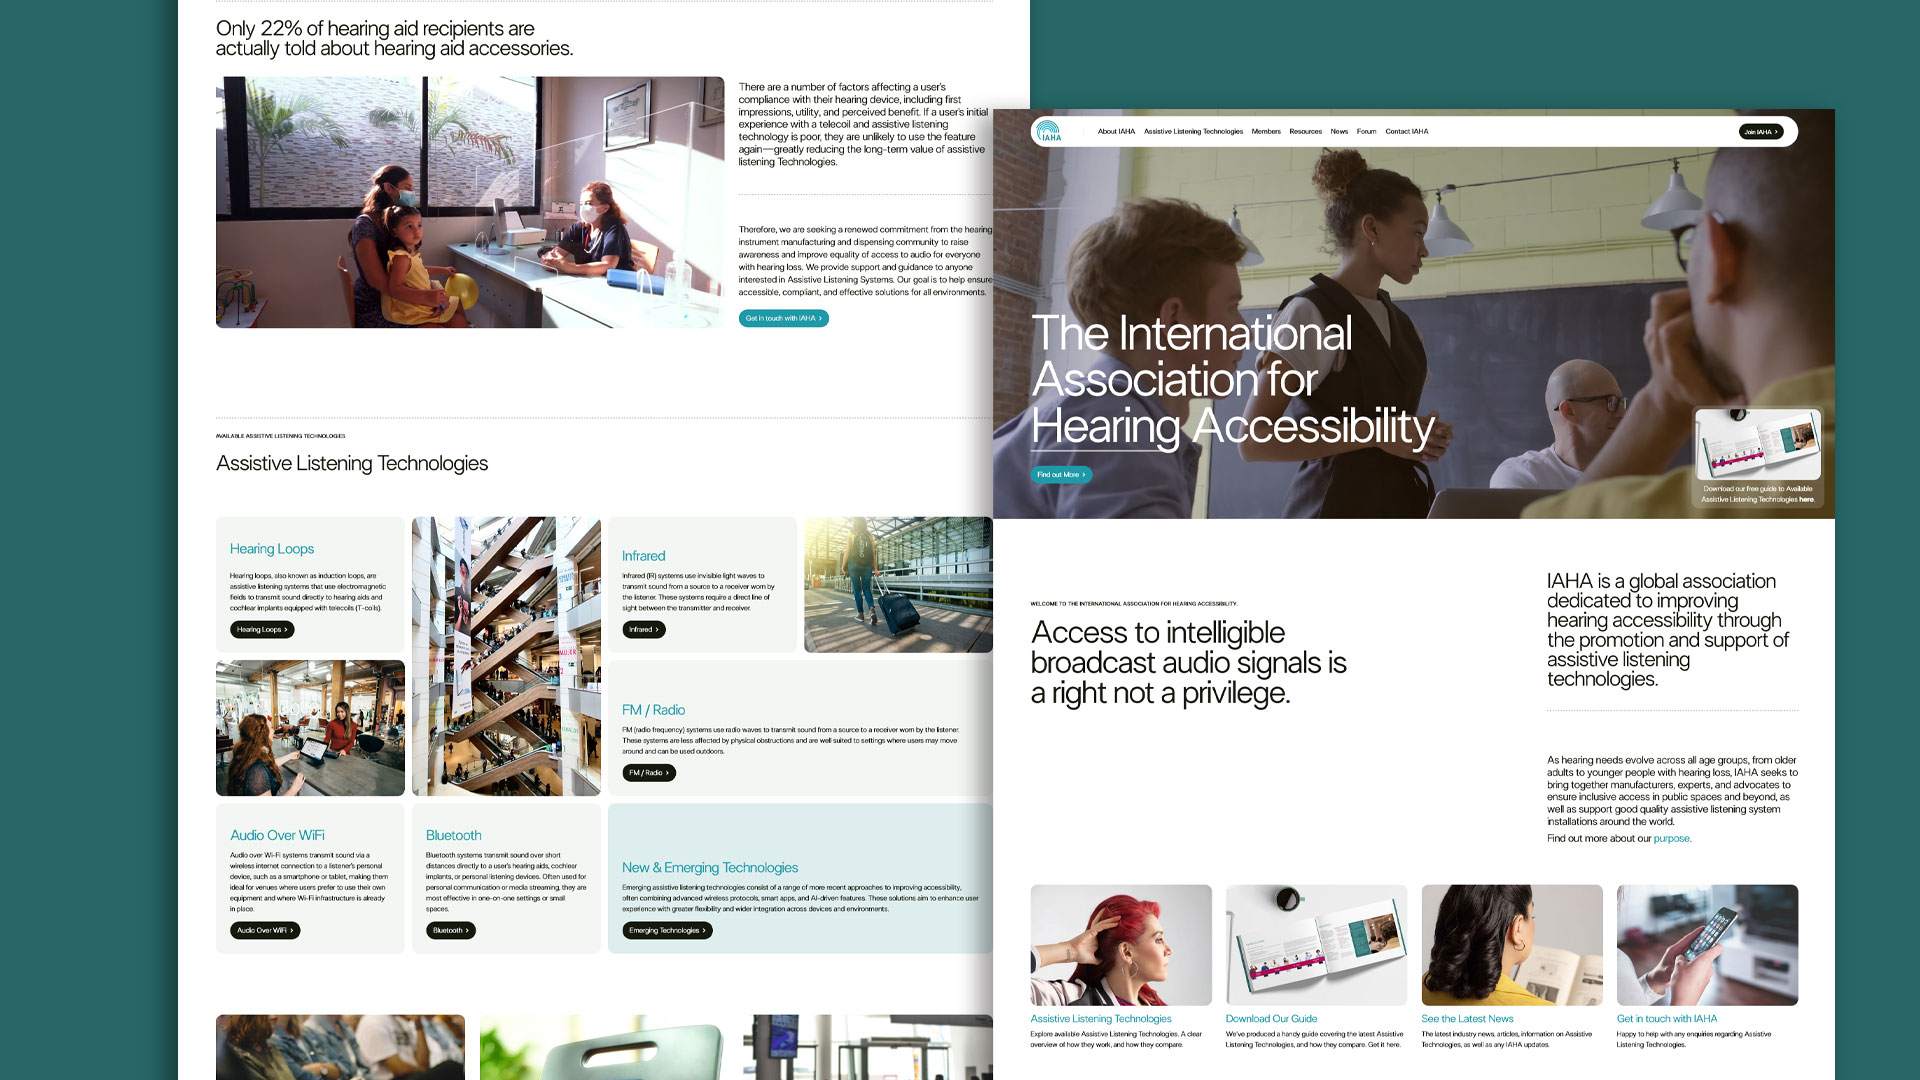 Only 22% of hearing aid recipients are
actually told about hearing aid accessories.
There are a number of factors affecting a user's
compliance with their hearing device, including first
impressions, utility, and perceived benefit. If a user's initial
experience with a telecoil and assistive listening
technology is poor, they are unlikely to use the feature
again—greatly reducing the long-term value of assistive
listening Technologies.
Therefore, we are seeking a renewed commitment from the hearing
instrument manufacturing and dispensing community to raise
awareness and improve equality of access to audio for everyone
with hearing loss. We provide support and guidance to anyone
interested in Assistive Listening Systems. Our goal is to help ensure
accessible, compliant, and effective solutions for all environments.
Get in touch with IAHA
AVAILABLE ASSISTIVE LISTENING TECHNOLOGIES
Assistive Listening Technologies
Hearing Loops
Hearing loops, also known as induction loops, are
assistive listening systems that use electromagnetic
fields to transmit sound directly to hearing aids and
cochlear implants equipped with telecoils (T-coils).
Hearing Loops
Infrared
Infrared (IR) systems use invisible light waves to
transmit sound from a source to a receiver worn by
the listener. These systems require a direct line of
sight between the transmitter and receiver.
Infrared
FM / Radio
FM (radio frequency) systems use radio waves to transmit sound from a source to a receiver worn by the listener.
These systems are less affected by physical obstructions and are well suited to settings where users may move
around and can be used outdoors.
FM / Radio
Audio Over WiFi
Audio over Wi-Fi systems transmit sound via a
wireless internet connection to a listener's personal
device, such as a smartphone or tablet, making them
ideal for venues where users prefer to use their own
equipment and where Wi-Fi infrastructure is already
in place.
Audio Over WiFi
Bluetooth
Bluetooth systems transmit sound over short
distances directly to a user's hearing aids, cochlear
implants, or personal listening devices. Often used for
personal communication or media streaming, they are
most effective in one-on-one settings or small
spaces.
Bluetooth
New & Emerging Technologies
Emerging assistive listening technologies consist of a range of more recent approaches to improving accessibility,
often combining advanced wireless protocols, smart apps, and AI-driven features. These solutions aim to enhance user
experience with greater flexibility and wider integration across devices and environments.
Emerging Technologies
IAHA
About IAHA Assistive Listening Technologies Members Resources News Forum Contact IAHA
Join IAHA
The International
Association for
Hearing Accessibility
Find out More
Download our free guide to Available
Assistive Listening Technologies here.
WELCOME TO THE INTERNATIONAL ASSOCIATION FOR HEARING ACCESSIBILITY.
Access to intelligible
broadcast audio signals is
a right not a privilege.
IAHA is a global association
dedicated to improving
hearing accessibility through
the promotion and support of
assistive listening
technologies.
As hearing needs evolve across all age groups, from older
adults to younger people with hearing loss, IAHA seeks to
bring together manufacturers, experts, and advocates to
ensure inclusive access in public spaces and beyond, as
well as support good quality assistive listening system
installations around the world.
Find out more about our purpose.
Assistive Listening Technologies
Explore available Assistive Listening Technologies. A clear
overview of how they work, and how they compare.
Download Our Guide
We've produced a handy guide covering the latest Assistive
Listening Technologies, and how they compare. Get it here.
See the Latest News
The latest industry news, articles, information on Assistive
Technologies, as well as any IAHA updates.
Get in touch with IAHA
Happy to help with any enquiries regarding Assistive
Listening Technologies.